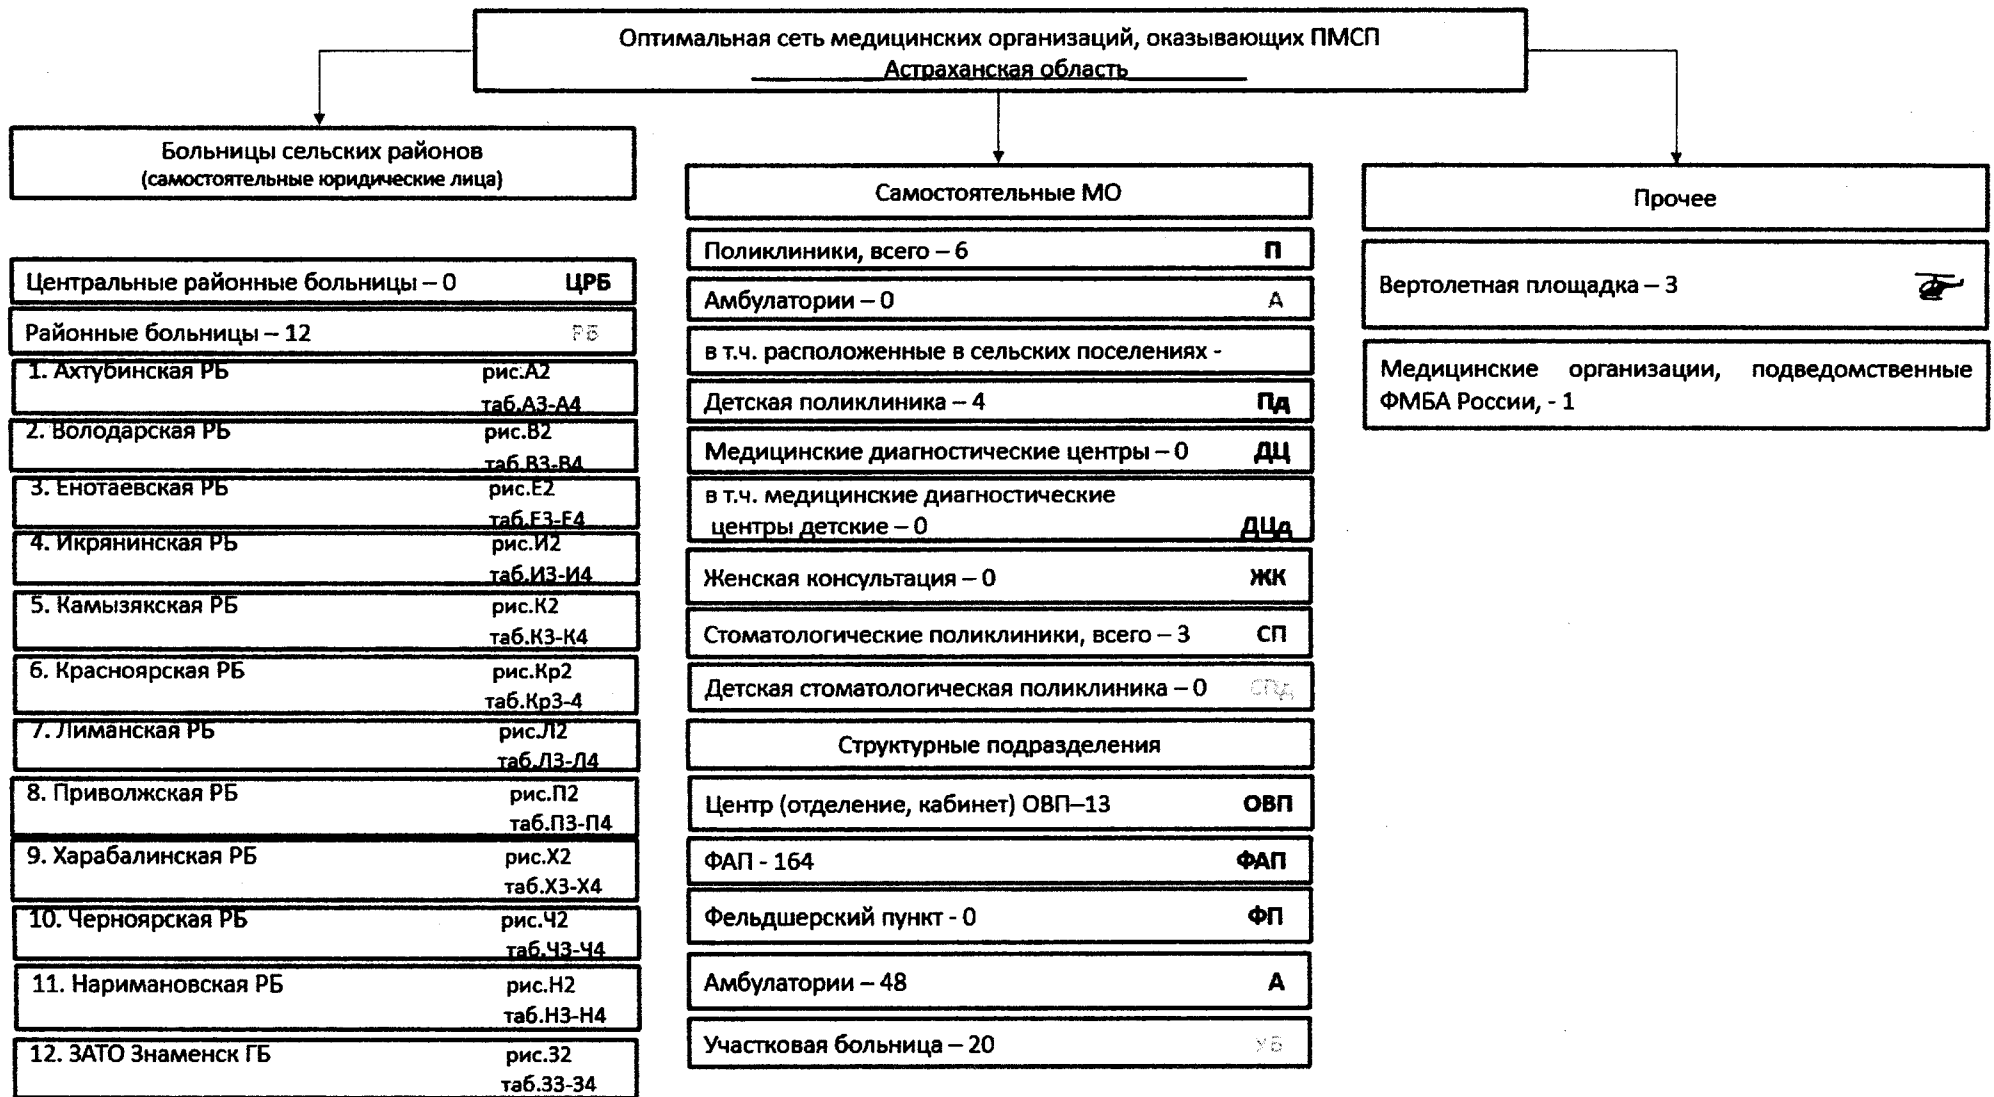 Оптимальная сеть медицинских организаций, оказывающих ПМСП
Астраханская область
Больницы сельских районов
(самостоятельные юридические лица)
Центральные районные больницы – 0 ЦРБ
Районные больницы – 12 РБ
1. Ахтубинская РБ рис.А2
таб.А3-А4
2. Володарская РБ рис.В2
таб.В3-В4
3. Енотаевская РБ рис.Е2
таб.Е3-Е4
4. Икрянинская РБ рис.И2
таб.И3-И4
5. Камызякская РБ рис.К2
таб.К3-К4
6. Красноярская РБ рис.Кр2
таб.Кр3-4
7. Лиманская РБ рис.Л2
таб.Л3-Л4
8. Приволжская РБ рис.П2
таб.П3-П4
9. Харабалинская РБ рис.Х2
таб.Х3-Х4
10. Черноярская РБ рис.Ч2
таб.Ч3-Ч4
11. Наримановская РБ рис.Н2
таб.Н3-Н4
12. ЗАТО Знаменск ГБ рис.З2
таб.З3-З4
Самостоятельные МО
Поликлиники, всего – 6 П
Амбулатории – 0 А
в т.ч. расположенные в сельских поселениях -
Детская поликлиника – 4 Пд
Медицинские диагностические центры – 0 ДЦ
в т.ч. медицинские диагностические
центры детские – 0 ДЦд
Женская консультация – 0 ЖК
Стоматологические поликлиники, всего – 3 СП
Детская стоматологическая поликлиника – 0 СПд
Структурные подразделения
Центр (отделение, кабинет) ОВП–13 ОВП
ФАП - 164 ФАП
Фельдшерский пункт - 0 ФП
Амбулатории – 48 А
Участковая больница – 20 УБ
Прочее
Вертолетная площадка – 3
Медицинские организации, подведомственные
ФМБА России, - 1